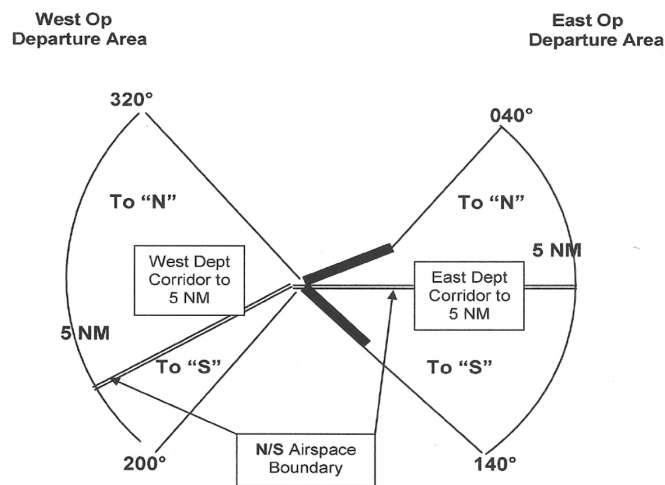 West Op
Departure Area
East Op
Departure Area
320°
040°
To “N”
To “N”
West Dept
Corridor to
5 NM
5 NM
East Dept
Corridor to
5 NM
5 NM
To “S”
To “S”
200°
N/S Airspace
Boundary
140°